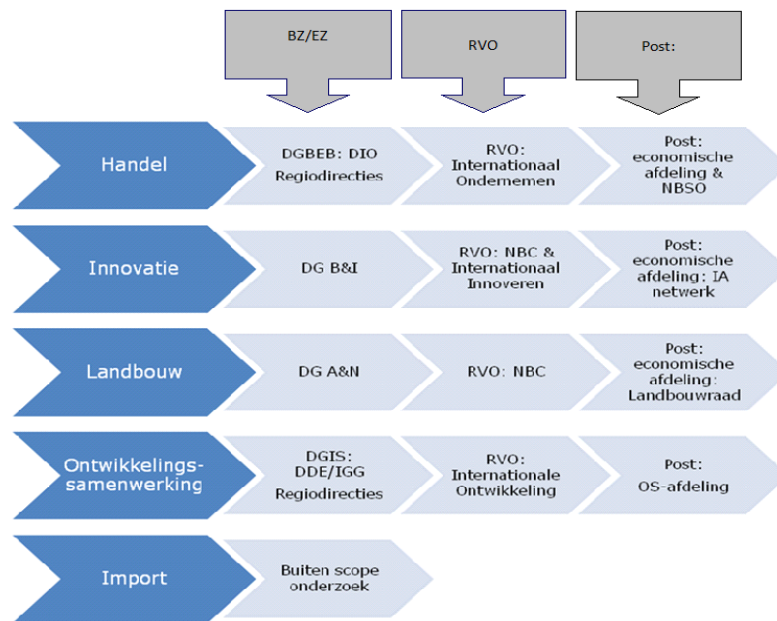 BZ/EZ
RVO
Post:
Handel
DGBEB: DIO
Regiodirecties
RVO:
Internationaal
Ondernemen
Post:
economische
afdeling &
NBSO
Innovatie
DG B&I
RVO: NBC &
Internationaal
Innoveren
Post:
economische
afdeling: IA
netwerk
Landbouw
DG A&N
RVO: NBC
Post:
economische
afdeling:
Landbouwraad
Ontwikkelings-
samenwerking
DGIS:
DDE/IGG
Regiodirecties
RVO:
Internationale
Ontwikkeling
Post:
OS-afdeling
Import
Buiten scope
onderzoek